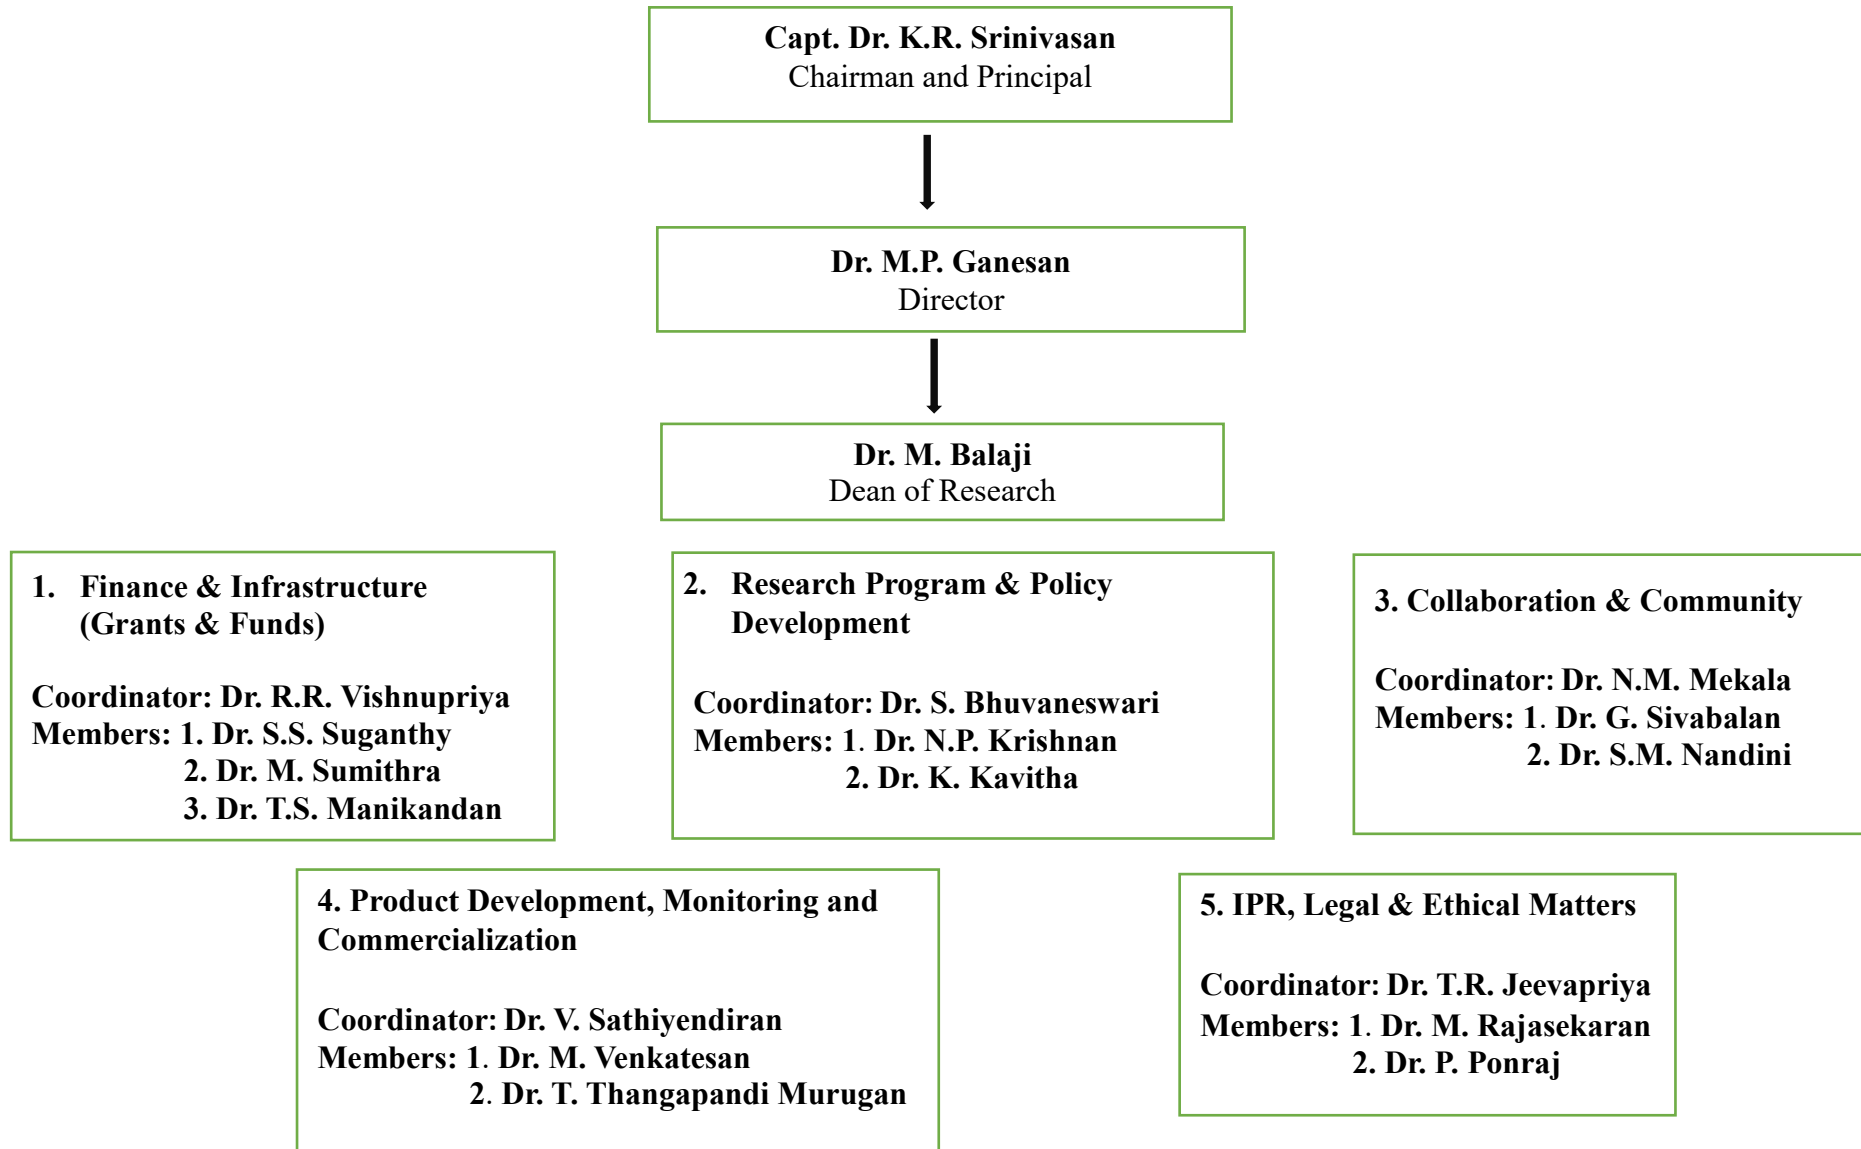 Capt. Dr. K.R. Srinivasan
Chairman and Principal
Dr. M.P. Ganesan
Director
Dr. M. Balaji
Dean of Research
1. Finance & Infrastructure
(Grants & Funds)
Coordinator: Dr. R.R. Vishnupriya
Members: 1. Dr. S.S. Suganthy
2. Dr. M. Sumithra
3. Dr. T.S. Manikandan
2. Research Program & Policy
Development
Coordinator: Dr. S. Bhuvaneswari
Members: 1. Dr. N.P. Krishnan
2. Dr. K. Kavitha
3. Collaboration & Community
Coordinator: Dr. N.M. Mekala
Members: 1. Dr. G. Sivabalan
2. Dr. S.M. Nandini
4. Product Development, Monitoring and
Commercialization
Coordinator: Dr. V. Sathiyendiran
Members: 1. Dr. M. Venkatesan
2. Dr. T. Thangapandi Murugan
5. IPR, Legal & Ethical Matters
Coordinator: Dr. T.R. Jeevapriya
Members: 1. Dr. M. Rajasekaran
2. Dr. P. Ponraj